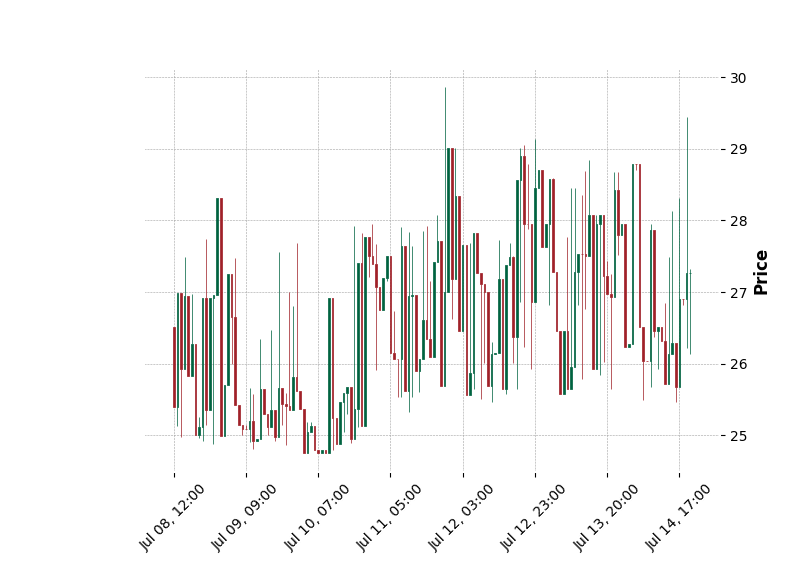 30
29
28
27
26
25
Price
Jul 08, 12:00
Jul 09, 09:00
Jul 10, 07:00
Jul 11, 05:00
Jul 12, 03:00
Jul 12, 23:00
Jul 13, 20:00
Jul 14, 17:00